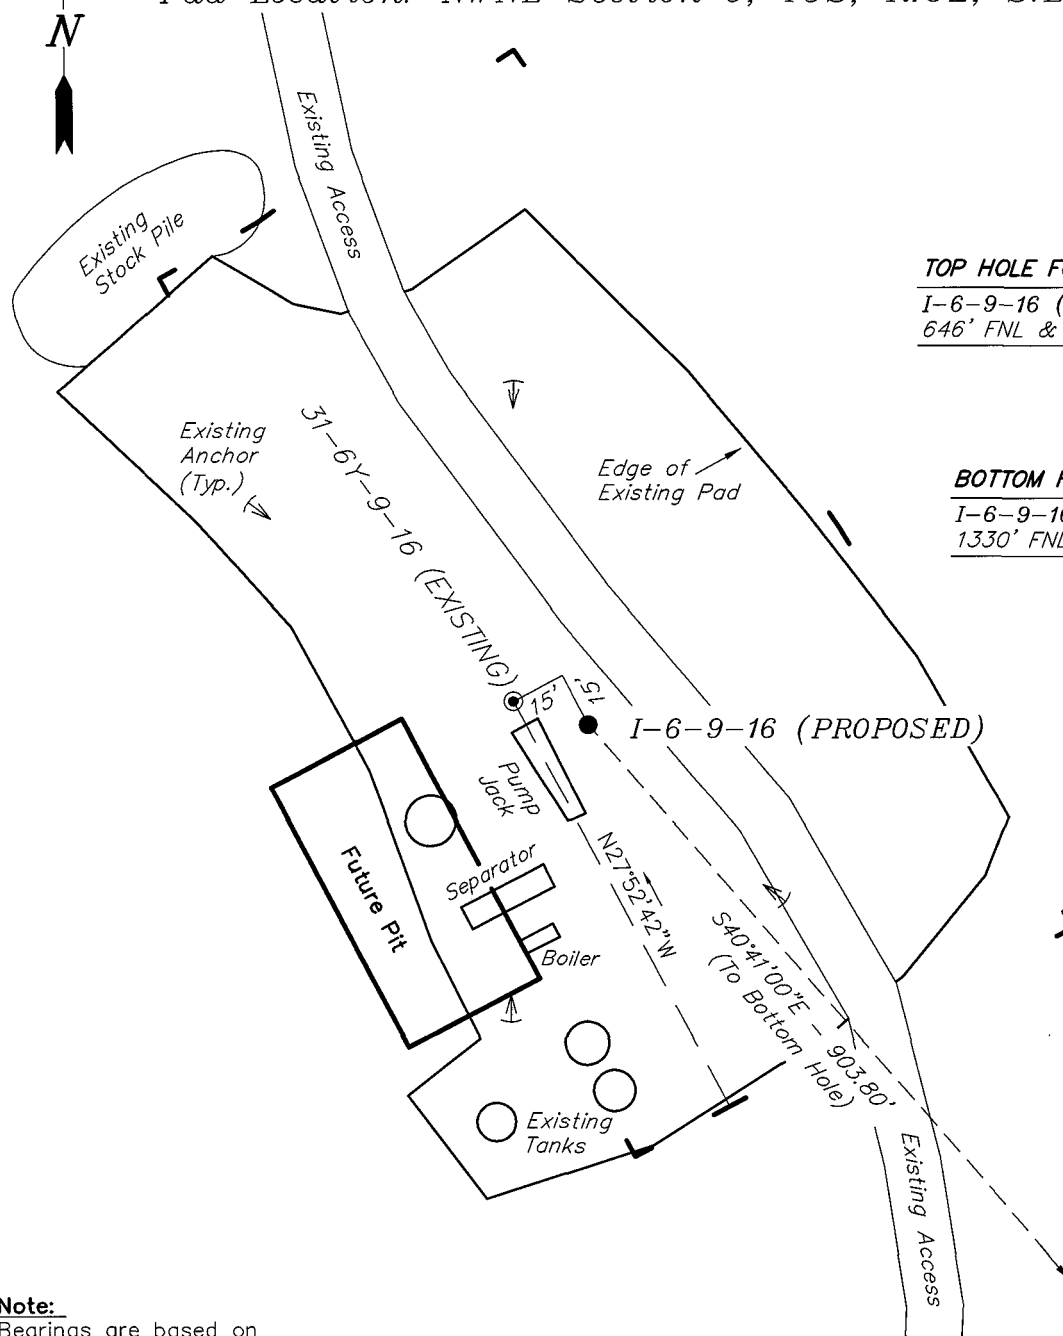 N
Existing Access
Existing
Stock Pile
TOP HOLE
I-6-9-16 (
646' FNL &
Existing
Anchor
(Typ.)
31-6Y-9-16 (EXISTING)
Edge of
Existing Pad
BOTTOM
1330' FNL
15'
15'
I-6-9-16 (PROPOSED)
Pump
Jack
N27°52'42"W
Separator
Future Pit
Boiler
S40°41'00"E - 903.80'
(To Bottom Hole)
Existing
Tanks
Existing Access
Note:
Bearings are based on